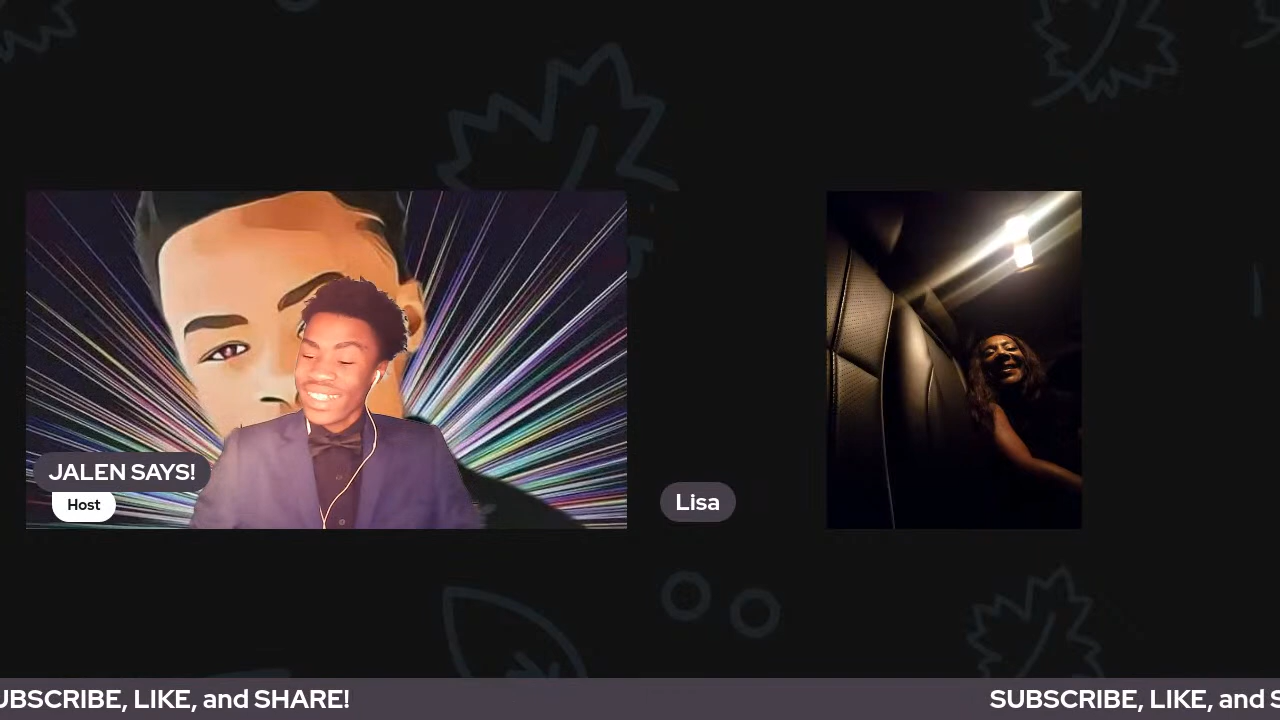 JALEN SAYS!
Host
Lisa
UBSCRIBE, LIKE, and SHARE!
SUBSCRIBE, LIKE, and S